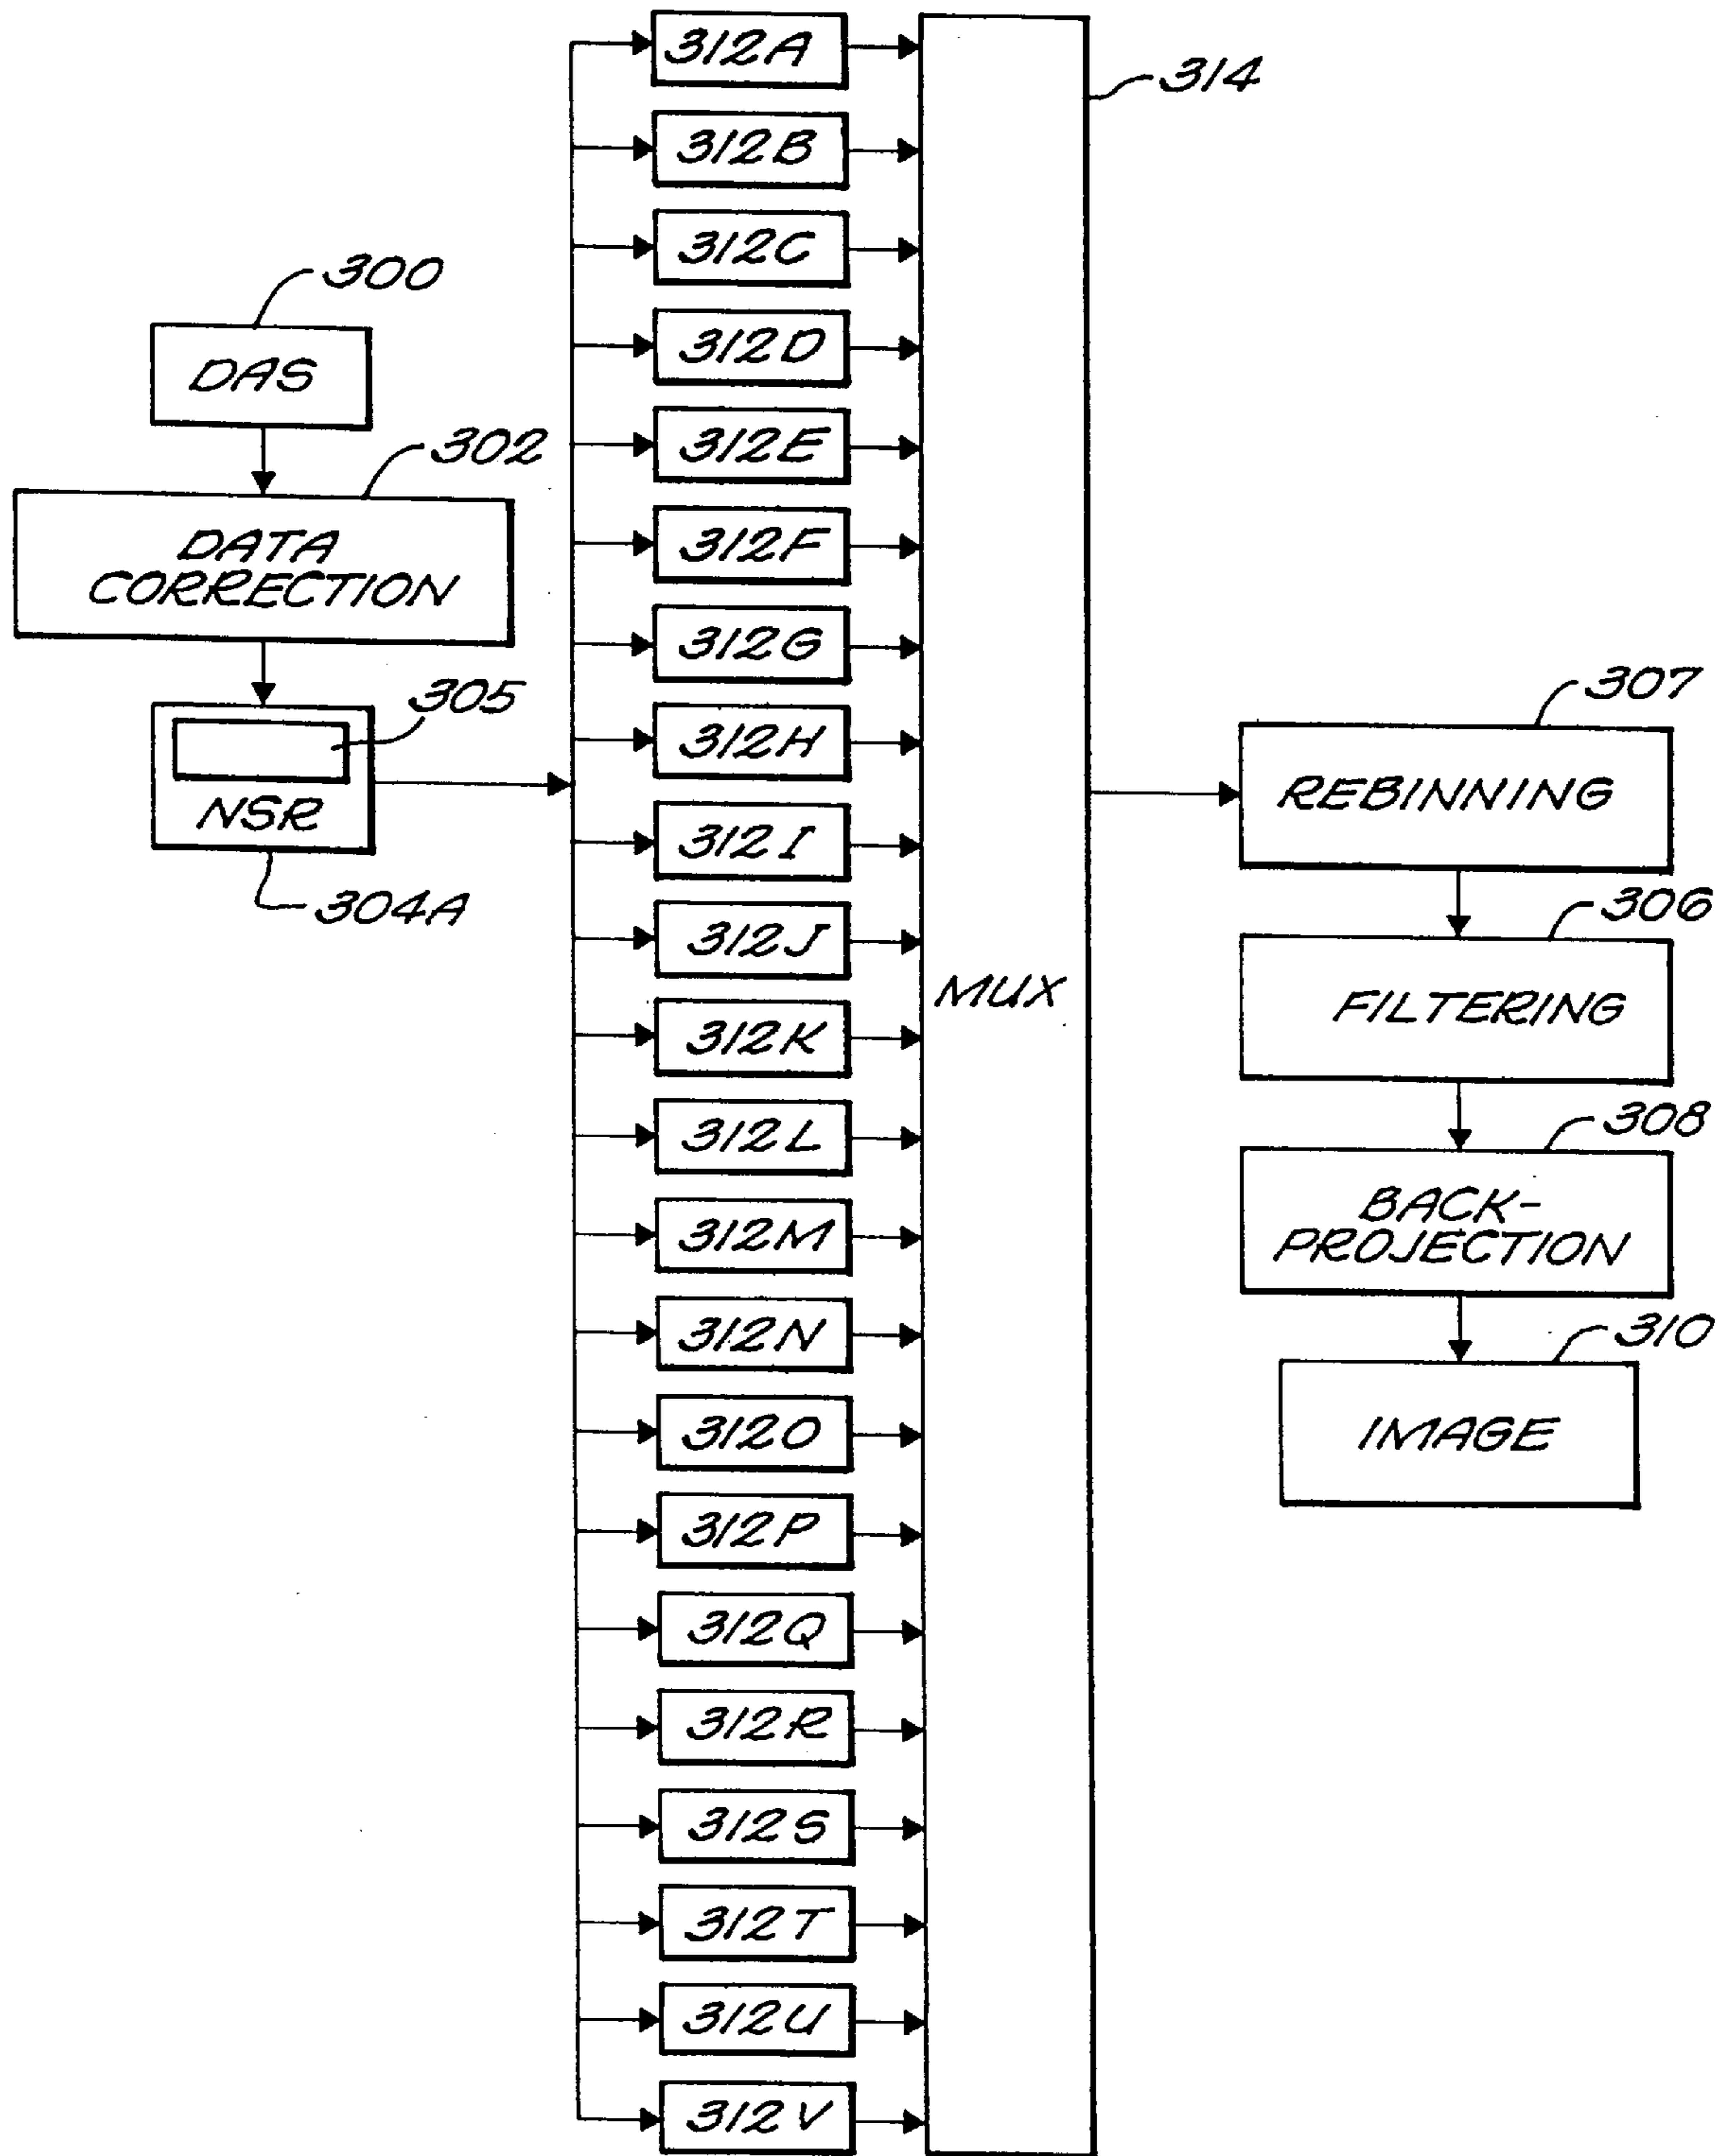 300
DAS
302
DATA
CORRECTION
305
NSR
304A
312A
312B
312C
312D
312E
312F
312G
312H
312I
312J
312K
312L
312M
312N
312O
312P
312Q
312R
312S
312T
312U
312V
314
MUX
307
REBINNING
306
FILTERING
308
BACK-
PROJECTION
310
IMAGE